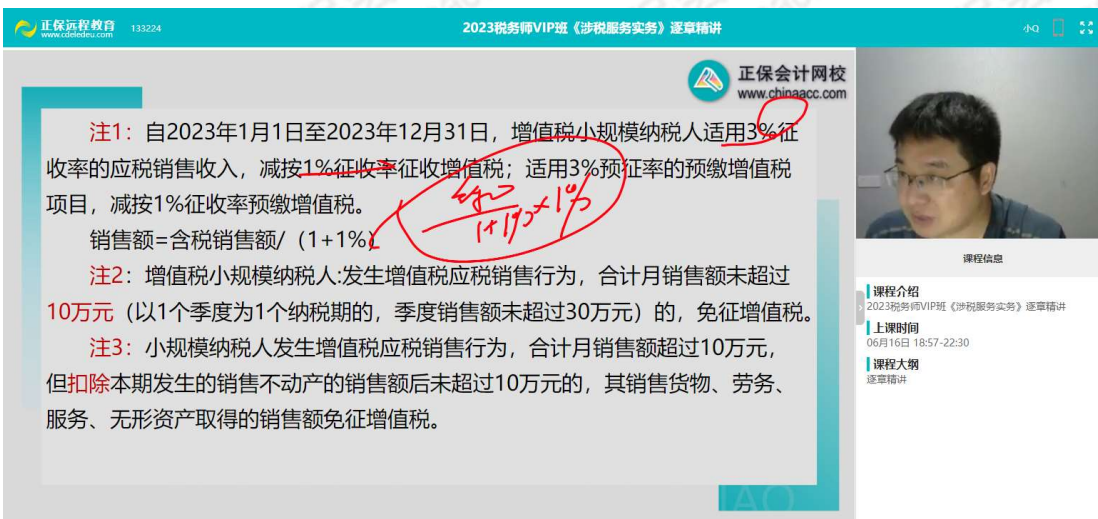 正保远程教育
www.cdeledu.com
133224
2023税务师VIP班《涉税服务实务》逐章精讲
小Q
正保会计网校
www.chinaacc.com
注1：自2023年1月1日至2023年12月31日，增值税小规模纳税人适用3%征
收率的应税销售收入，减按1%征收率征收增值税；适用3%预征率的预缴增值税
项目，减按1%征收率预缴增值税。
1+1%
×1%
销售额=含税销售额/（1+1%）
注2：增值税小规模纳税人:发生增值税应税销售行为，合计月销售额未超过
10万元（以1个季度为1个纳税期的，季度销售额未超过30万元）的，免征增值税。
注3：小规模纳税人发生增值税应税销售行为，合计月销售额超过10万元，
但扣除本期发生的销售不动产的销售额后未超过10万元的，其销售货物、劳务、
服务、无形资产取得的销售额免征增值税。
课程信息
课程介绍
2023税务师VIP班《涉税服务实务》逐章精讲
上课时间
06月16日 18:57-22:30
课程大纲
逐章精讲